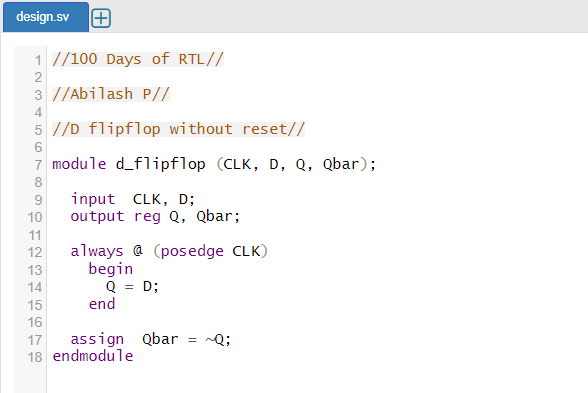 design.sv
1 //100 Days of RTL//
2
3 //Abilash P//
4
5 //D flipflop without reset//
6
7 module d_flipflop (CLK, D, Q, Qbar);
8
9 input CLK, D;
10 output reg Q, Qbar;
11
12 always @ (posedge CLK)
13 begin
14 Q = D;
15 end
16
17 assign Qbar = ~Q;
18 endmodule